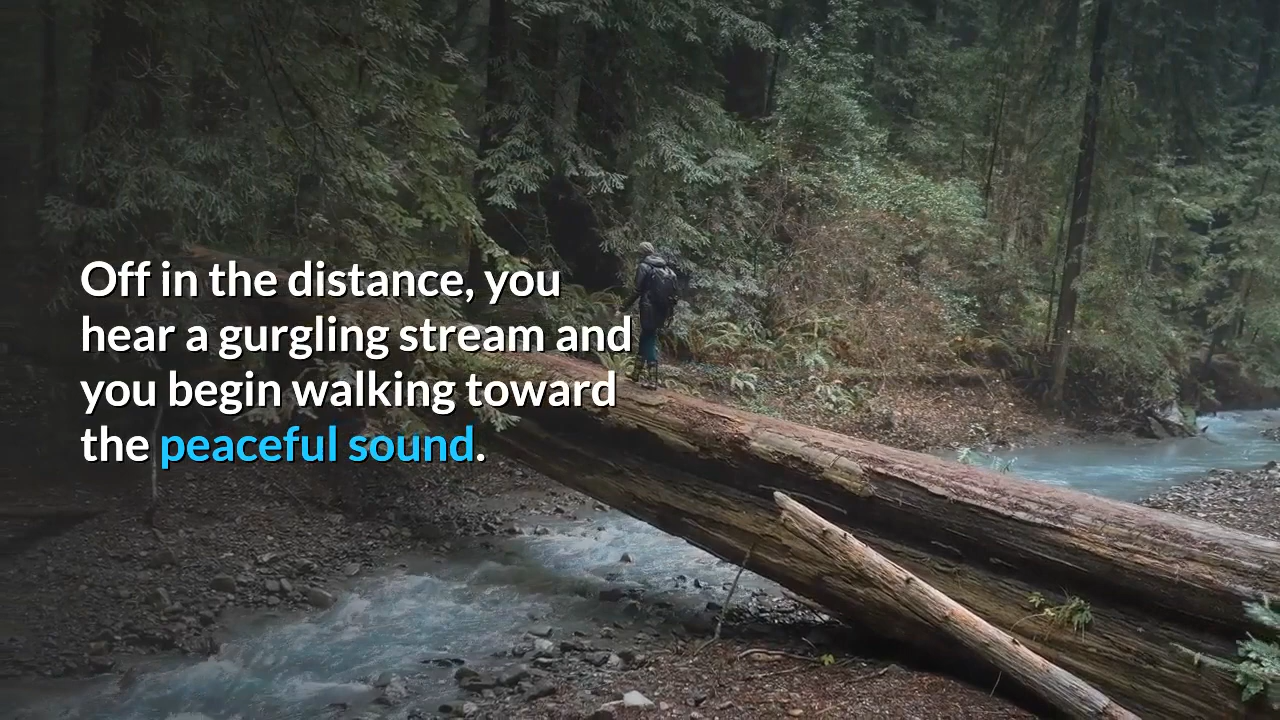 Off in the distance, you
hear a gurgling stream and
you begin walking toward
the peaceful sound.